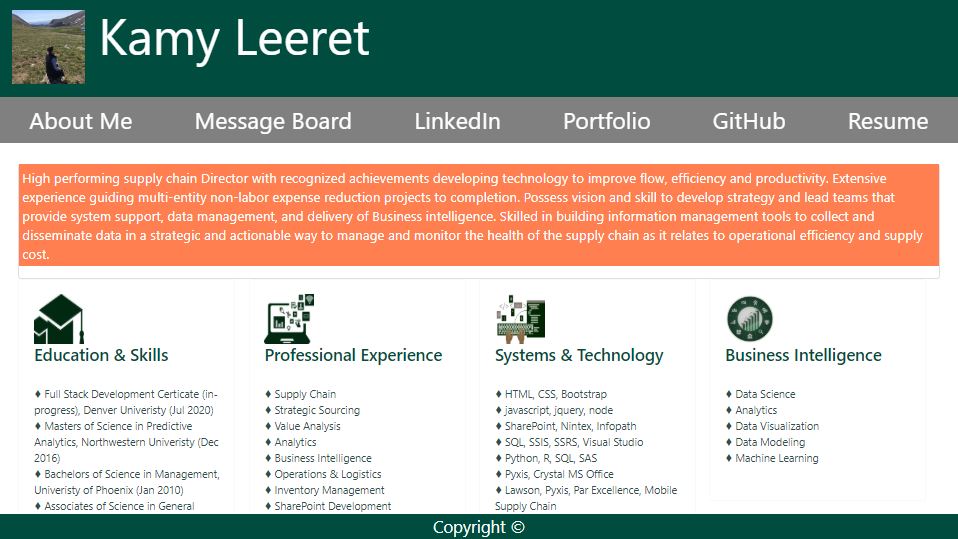 Kamy Leeret
About Me Message Board LinkedIn Portfolio GitHub Resume
High performing supply chain Director with recognized achievements developing technology to improve flow, efficiency and productivity. Extensive
experience guiding multi-entity non-labor expense reduction projects to completion. Possess vision and skill to develop strategy and lead teams that
provide system support, data management, and delivery of Business intelligence. Skilled in building information management tools to collect and
disseminate data in a strategic and actionable way to manage and monitor the health of the supply chain as it relates to operational efficiency and supply
cost.
Education & Skills
♦ Full Stack Development Certicate (in-
progress), Denver Univeristy (Jul 2020)
♦ Masters of Science in Predictive
Analytics, Northwestern Univeristy (Dec
2016)
♦ Bachelors of Science in Management,
Univeristy of Phoenix (Jan 2010)
♦ Associates of Science in General
Professional Experience
♦ Supply Chain
♦ Strategic Sourcing
♦ Value Analysis
♦ Analytics
♦ Business Intelligence
♦ Operations & Logistics
♦ Inventory Management
♦ SharePoint Development
Systems & Technology
♦ HTML, CSS, Bootstrap
♦ javascript, jquery, node
♦ SharePoint, Nintex, Infopath
♦ SQL, SSIS, SSRS, Visual Studio
♦ Python, R, SQL, SAS
♦ Pyxis, Crystal MS Office
♦ Lawson, Pyxis, Par Excellence, Mobile
Supply Chain
Business Intelligence
♦ Data Science
♦ Analytics
♦ Data Visualization
♦ Data Modeling
♦ Machine Learning
Copyright ©